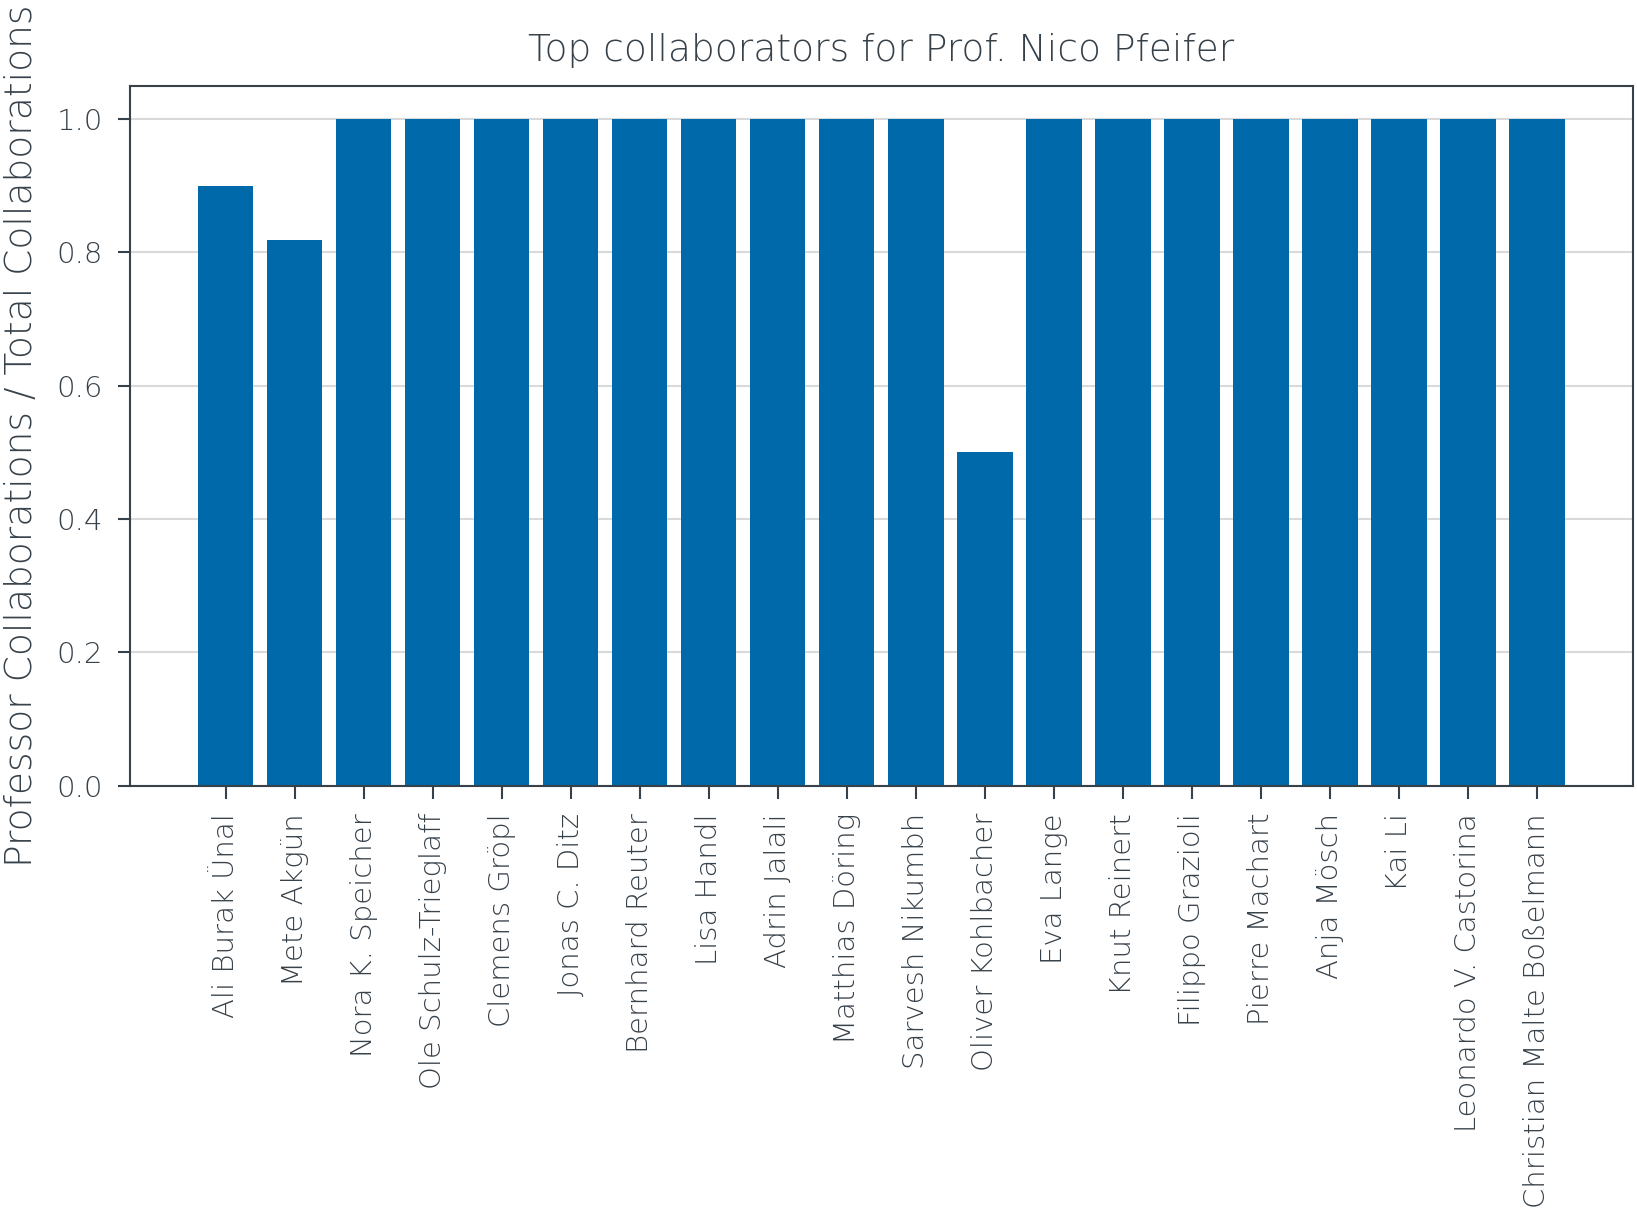 Top collaborators for Prof. Nico Pfeifer
Professor Collaborations / Total Collaborations
1.0
0.8
0.6
0.4
0.2
0.0
Ali Burak Ünal
Mete Akgün
Nora K. Speicher
Ole Schulz-Trieglaff
Clemens Gröpl
Jonas C. Ditz
Bernhard Reuter
Lisa Handl
Adrin Jalali
Matthias Döring
Sarvesh Nikumbh
Oliver Kohlbacher
Eva Lange
Knut Reinert
Filippo Grazioli
Pierre Machart
Anja Mösch
Kai Li
Leonardo V. Castorina
Christian Malte Boßelmann